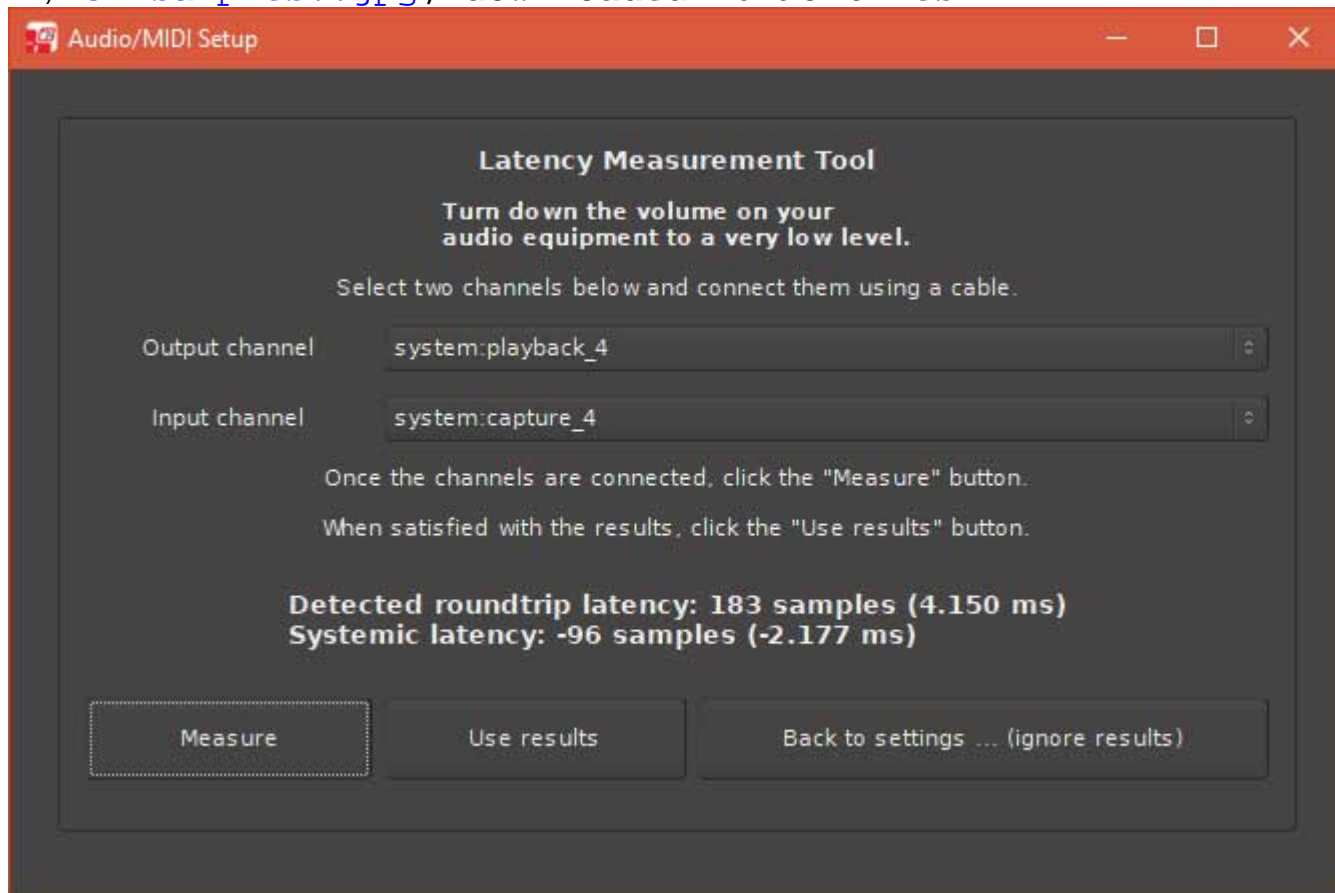 Audio/MIDI Setup
Latency Measurement Tool
Turn down the volume on your
audio equipment to a very low level.
Select two channels below and connect them using a cable.
Output channel system:playback_4
Input channel system:capture_4
Once the channels are connected, click the "Measure" button.
When satisfied with the results, click the "Use results" button.
Detected roundtrip latency: 183 samples (4.150 ms)
Systemic latency: -96 samples (-2.177 ms)
Measure Use results Back to settings ... (ignore results)